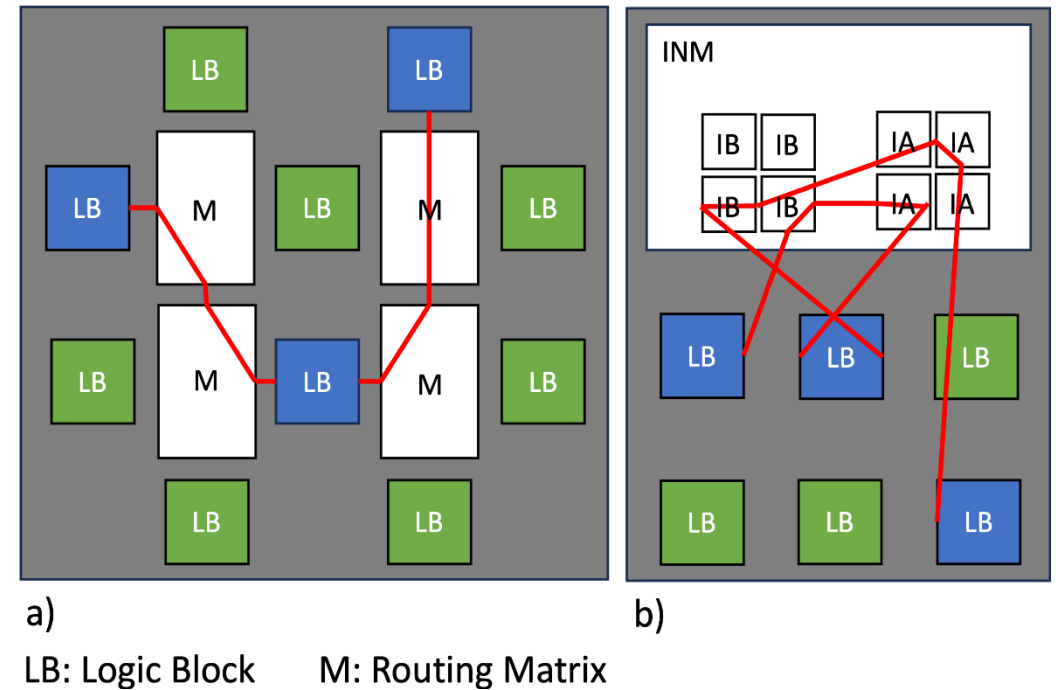 LB LB
LB M LB M LB
LB M LB M LB
LB LB
a)
INM
IB IB IA IA
IB IB IA IA
LB LB LB
LB LB LB
b)
LB: Logic Block M: Routing Matrix